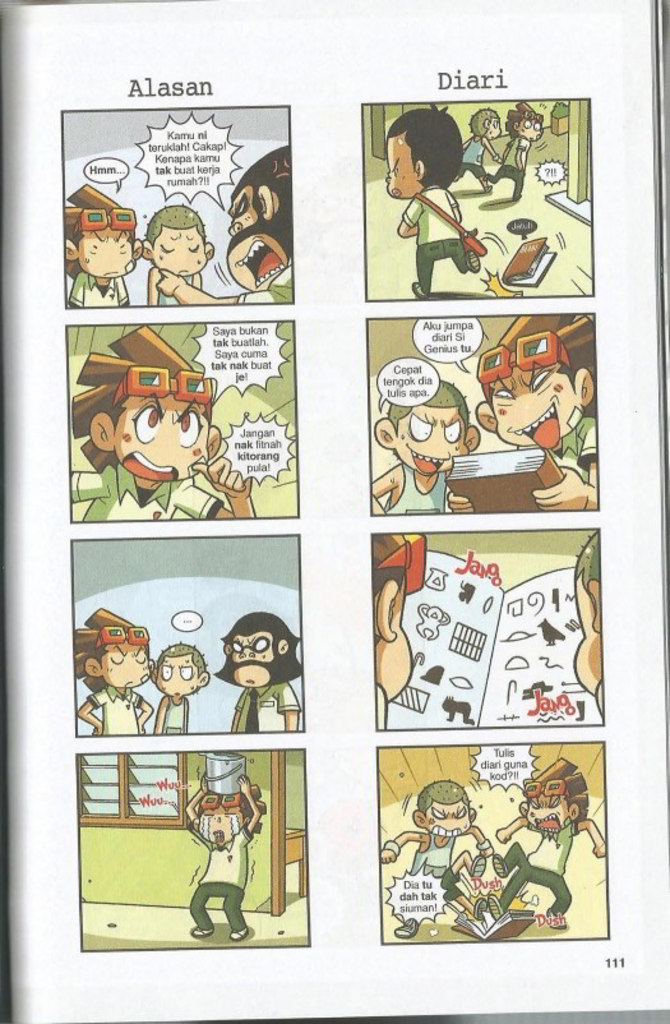 Alasan
Hmm...
Kamu ni
teruklah! Cakap!
Kenapa kamu
tak buat kerja
rumah?!!
Saya bukan
tak buatlah.
Saya cuma
tak nak buat
je!
Jangan
nak fitnah
kitorang
pula!
...
Wuu...
Wuu...
Diari
?!!
Jatuh
Aku jumpa
diari Si
Genius tu.
Cepat
tengok dia
tulis apa.
Jang
Jang
Tulis
diari guna
kod?!!
Dia tu
dah tak
siuman!
Dush
Dush
111